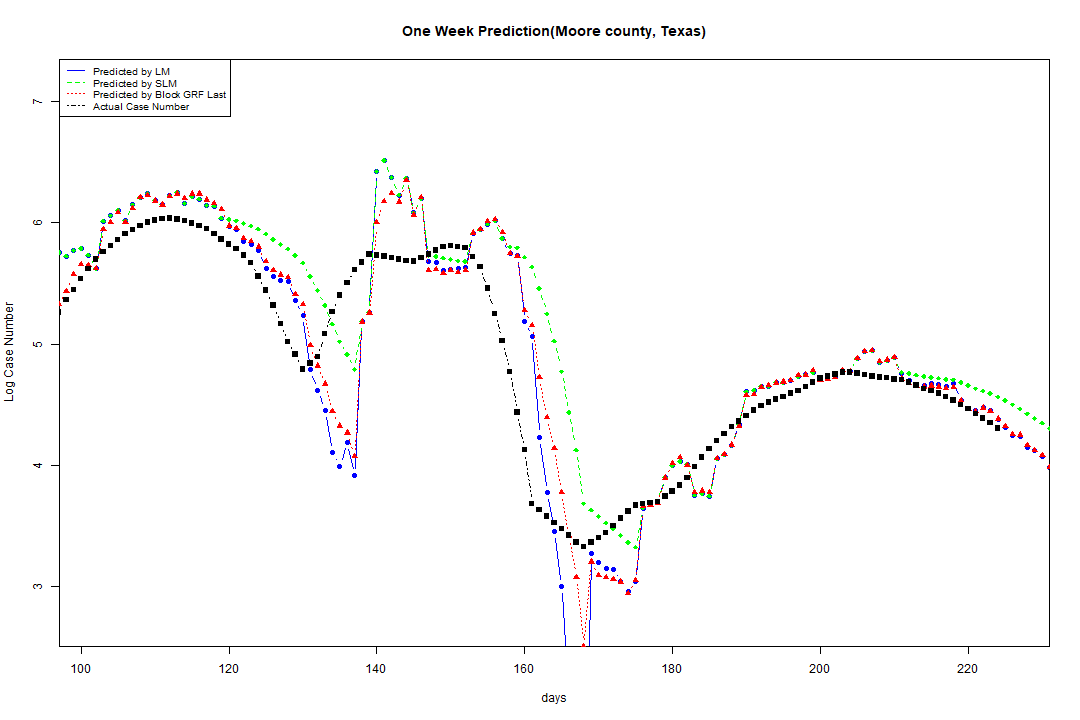 One Week Prediction(Moore county, Texas)
Predicted by LM
Predicted by SLM
Predicted by Block GRF Last
Actual Case Number
7
6
5
4
3
Log Case Number
100 120 140 160 180 200 220
days